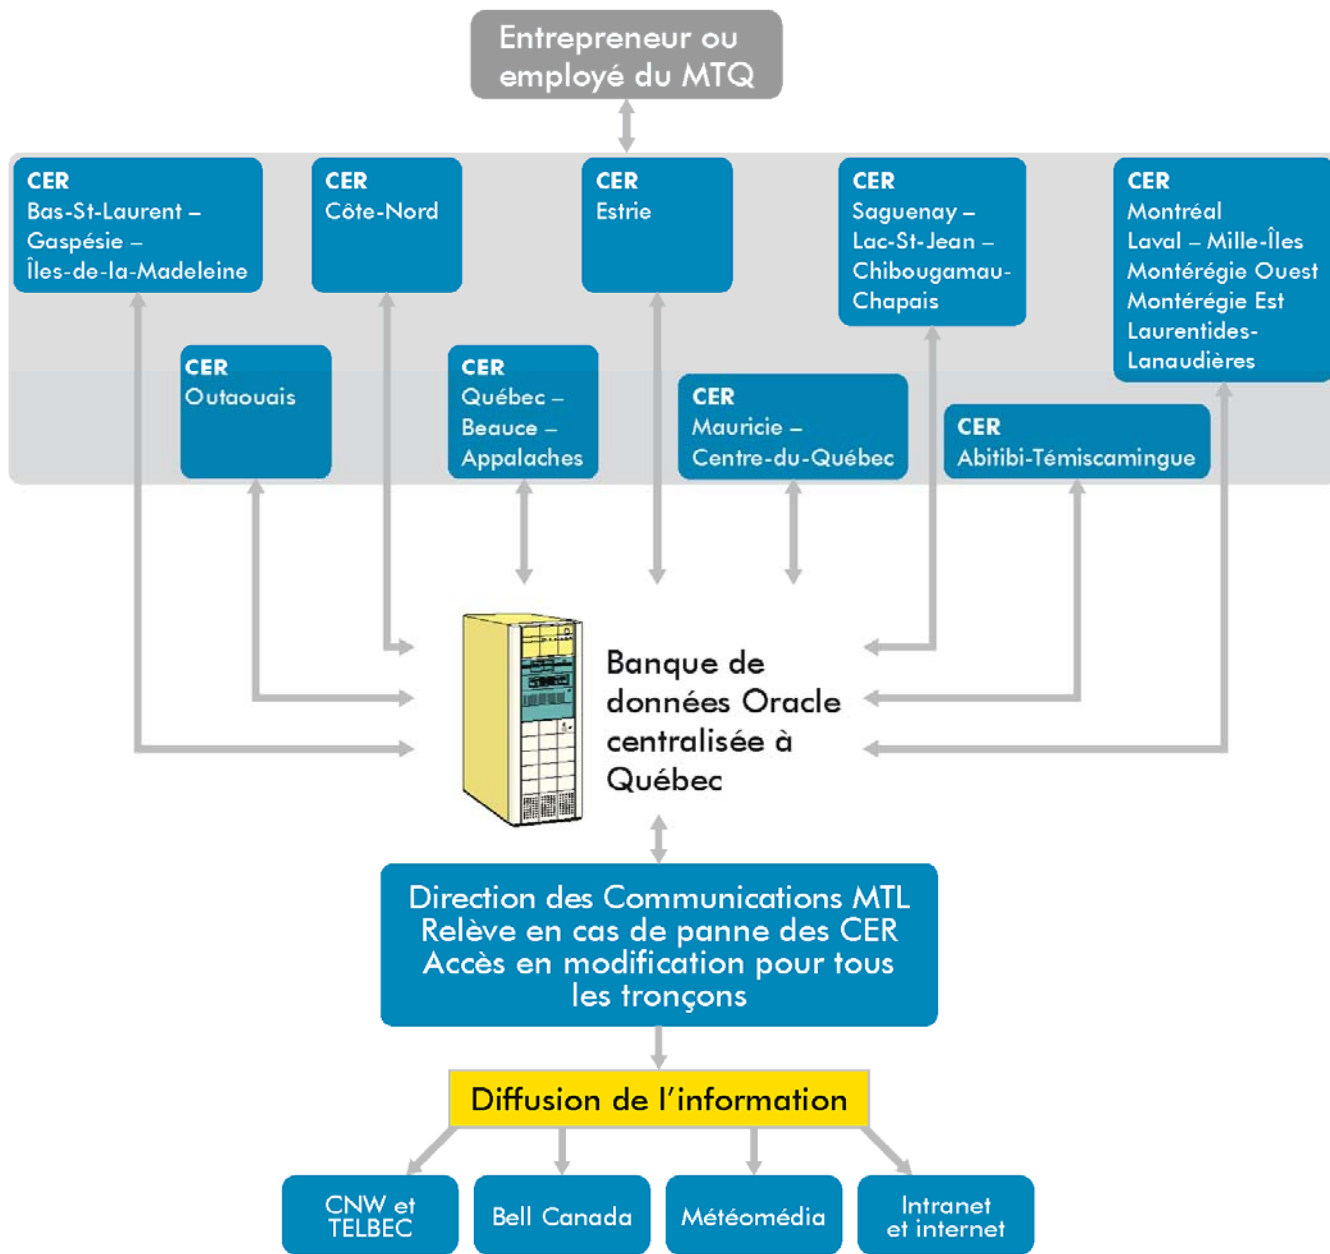 Entrepreneur ou
employé du MTQ
CER
Bas-St-Laurent –
Gaspésie –
Îles-de-la-Madeleine
CER
Côte-Nord
CER
Estrie
CER
Saguenay –
Lac-St-Jean –
Chibougamau-
Chapais
CER
Montréal
Laval – Mille-Îles
Montérégie Ouest
Montérégie Est
Laurentides-
Lanaudières
CER
Outaouais
CER
Québec –
Beauce –
Appalaches
CER
Mauricie –
Centre-du-Québec
CER
Abitibi-Témiscamingue
Banque de
données Oracle
centralisée à
Québec
Direction des Communications MTL
Relève en cas de panne des CER
Accès en modification pour tous
les tronçons
Diffusion de l'information
CNW et
TELBEC
Bell Canada
Météomédia
Intranet
et internet